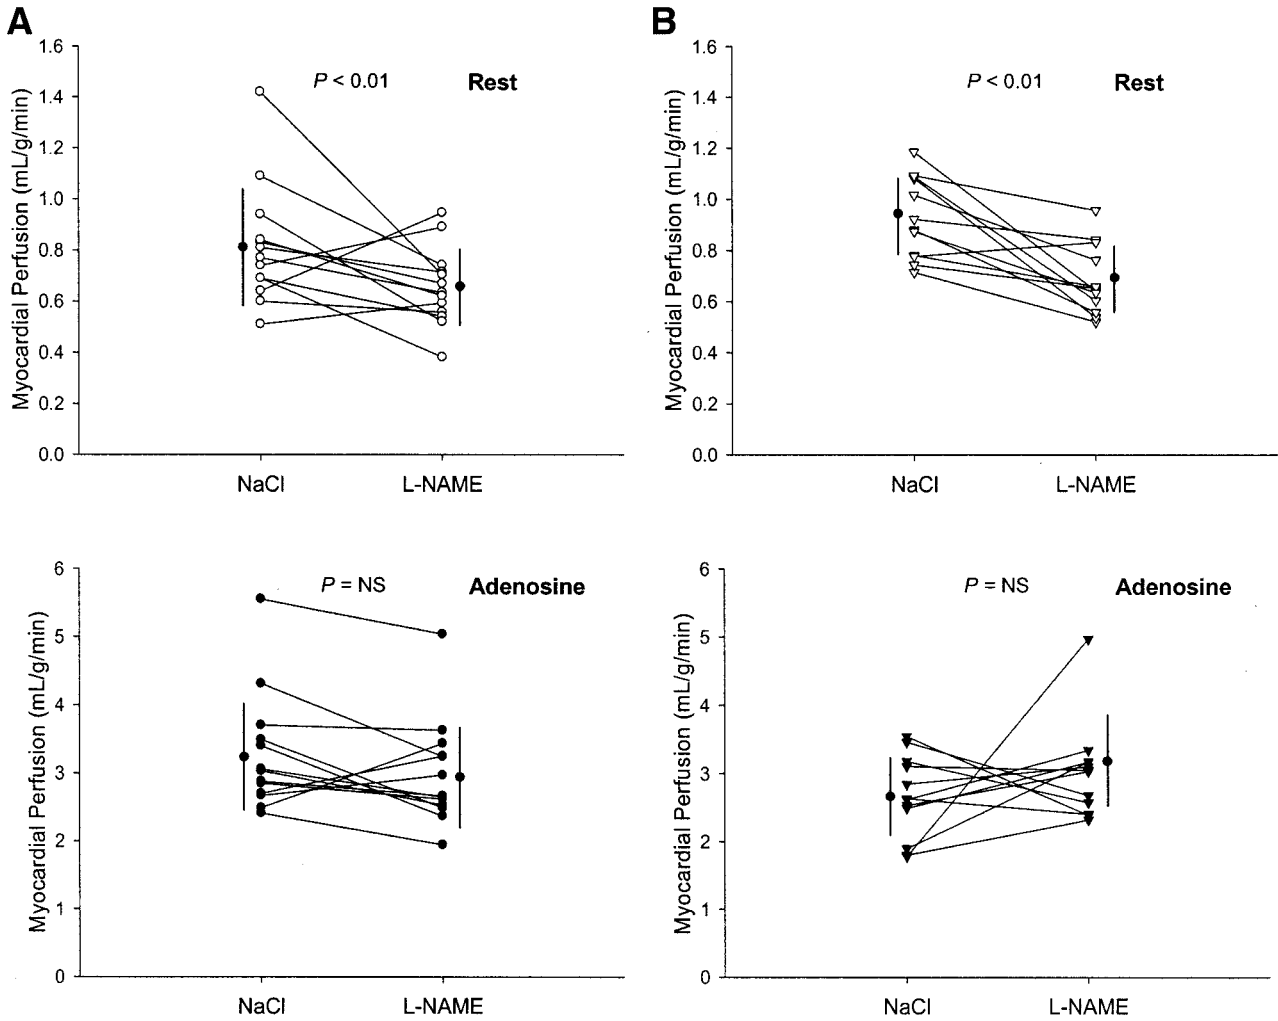 A
Myocardial Perfusion (mL/g/min)
1.6
1.4
1.2
1.0
0.8
0.6
0.4
0.2
0.0
P < 0.01
Rest
NaCl
L-NAME
B
Myocardial Perfusion (mL/g/min)
1.6
1.4
1.2
1.0
0.8
0.6
0.4
0.2
0.0
P < 0.01
Rest
NaCl
L-NAME
Myocardial Perfusion (mL/g/min)
6
5
4
3
2
1
0
P = NS
Adenosine
NaCl
L-NAME
Myocardial Perfusion (mL/g/min)
6
5
4
3
2
1
0
P = NS
Adenosine
NaCl
L-NAME